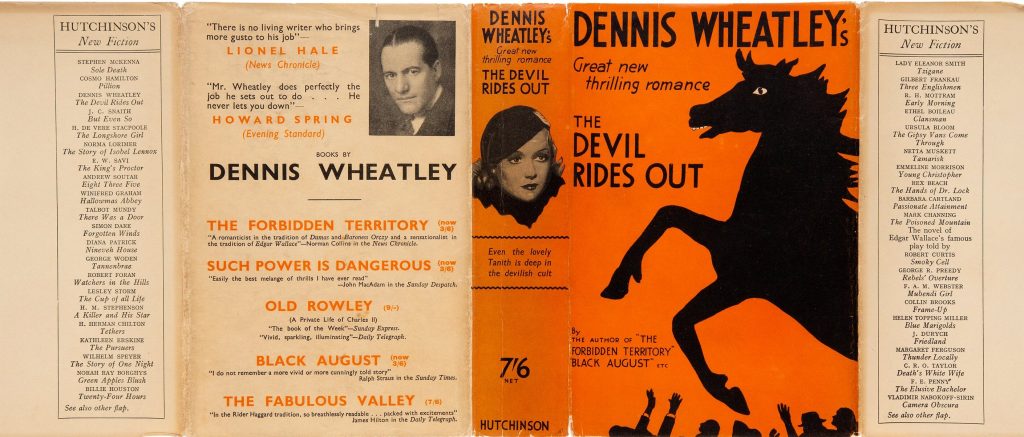 HUTCHINSON'S
New Fiction
STEPHEN MCKENNA
Sole Death
COSMO HAMILTON
Pillion
DENNIS WHEATLEY
The Devil Rides Out
J. C. SNAITH
But Even So
H. DE VERE STACPOOLE
The Longshore Girl
NORMA LORIMER
The Story of Isobel Lennox
E. W. SAVI
The King's Proctor
ANDREW SOUTAR
Eight Three Five
WINIFRED GRAHAM
Hallowmas Abbey
TALBOT MUNDY
There Was a Door
SIMON DARE
Forgotten Winds
DIANA PATRICK
Nineveh House
GEORGE WODEN
Tannenbrae
ROBERT FORAN
Watchers in the Hills
LESLEY STORM
The Cup of all Life
H. M. STEPHENSON
A Killer and His Star
H. HERMAN CHILTON
Tethers
KATHLEEN ERSKINE
The Pursuers
WILHELM SPEYER
The Story of One Night
NORAH RAY BORGHYS
Green Apples Blush
BILLIE HOUSTON
Twenty-Four Hours
See also other flap.
"There is no living writer who brings
more gusto to his job"—
LIONEL HALE
(News Chronicle)
"Mr. Wheatley does perfectly the
job he sets out to do . . . He
never lets you down"—
HOWARD SPRING
(Evening Standard)
BOOKS BY
DENNIS WHEATLEY
THE FORBIDDEN TERRITORY (now 3/6)
"A romanticist in the tradition of Dumas and Baroness Orczy and a sensationalist in
the tradition of Edgar Wallace"—Norman Collins in the News Chronicle.
SUCH POWER IS DANGEROUS (now 3/6)
"Easily the best melange of thrills I have ever read"
—John MacAdam in the Sunday Despatch.
OLD ROWLEY (9/-)
(A Private Life of Charles II)
"The book of the Week"—Sunday Express.
"Vivid, sparkling, illuminating"—Daily Telegraph.
BLACK AUGUST (now 3/6)
"I do not remember a more vivid or more cunningly told story"
Ralph Straus in the Sunday Times.
THE FABULOUS VALLEY (7/6)
"In the Rider Haggard tradition, so breathlessly readable . . . packed with excitements"
James Hilton in the Daily Telegraph.
DENNIS
WHEATLEY'S
Great new
thrilling romance
THE DEVIL
RIDES OUT
Even the lovely
Tanith is deep in
the devilish cult
7/6
NET
HUTCHINSON
DENNIS WHEATLEY'S
Great new
thrilling romance
THE
DEVIL
RIDES OUT
By
THE AUTHOR OF "THE
FORBIDDEN TERRITORY"
"BLACK AUGUST" ETC
HUTCHINSON'S
New Fiction
LADY ELEANOR SMITH
Tzigane
GILBERT FRANKAU
Three Englishmen
R. H. MOTTRAM
Early Morning
ETHEL BOILEAU
Clansman
URSULA BLOOM
The Gipsy Vans Come
Through
NETTA MUSKETT
Tamarisk
EMMELINE MORRISON
Young Christopher
REX BEACH
The Hands of Dr. Lock
BARBARA CARTLAND
Passionate Attainment
MARK CHANNING
The Poisoned Mountain
The novel of
Edgar Wallace's famous
play told by
ROBERT CURTIS
Smoky Cell
GEORGE R. PREEDY
Rebels' Overture
F. A. M. WEBSTER
Mubendi Girl
COLLIN BROOKS
Frame-Up
HELEN TOPPING MILLER
Blue Marigolds
J. DURYCH
Friedland
MARGARET FERGUSON
Thunder Locally
C. R. O. TAYLOR
Death's White Wife
F. E. PENNY
The Elusive Bachelor
VLADIMIR NABOKOFF-SIRIN
Camera Obscura
See also other flap.